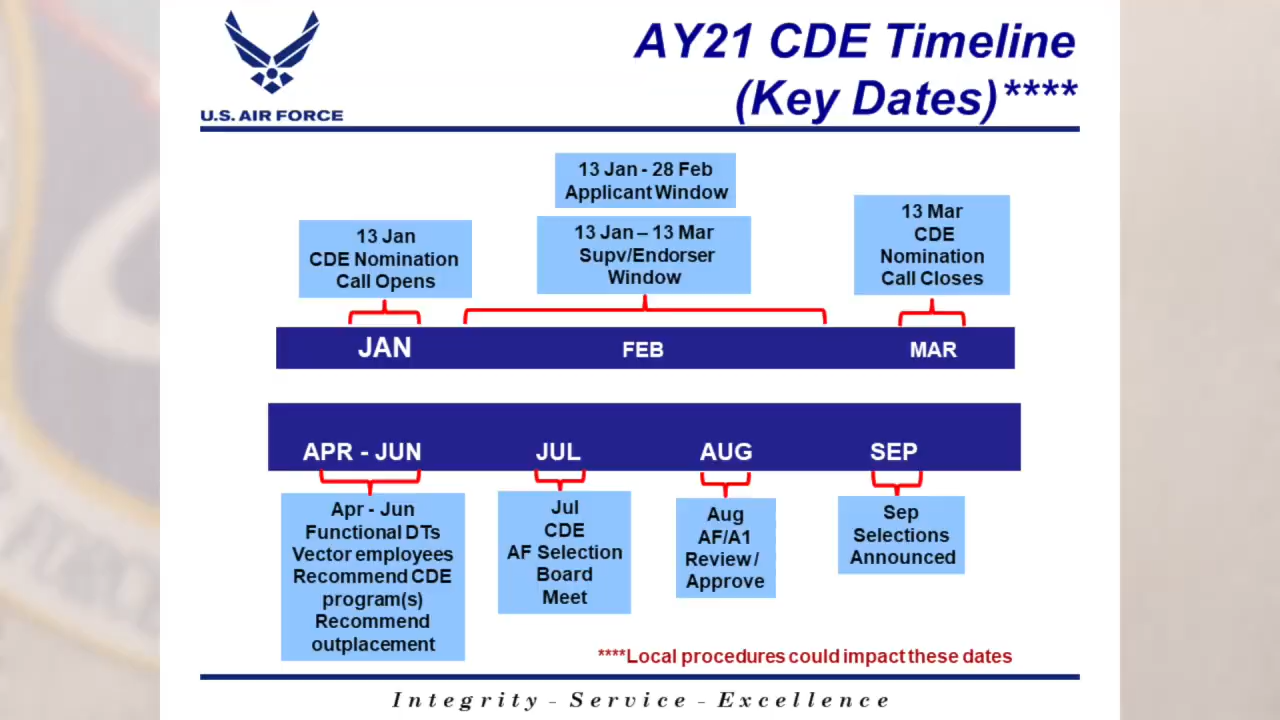 AY21 CDE Timeline
(Key Dates)****
U.S. AIR FORCE
13 Jan - 28 Feb
Applicant Window
13 Jan
CDE Nomination
Call Opens
13 Jan – 13 Mar
Supv/Endorser
Window
13 Mar
CDE
Nomination
Call Closes
JAN
FEB
MAR
APR - JUN
JUL
AUG
SEP
Apr - Jun
Functional DTs
Vector employees
Recommend CDE
program(s)
Recommend
outplacement
Jul
CDE
AF Selection
Board
Meet
Aug
AF/A1
Review/
Approve
Sep
Selections
Announced
****Local procedures could impact these dates
Integrity - Service - Excellence